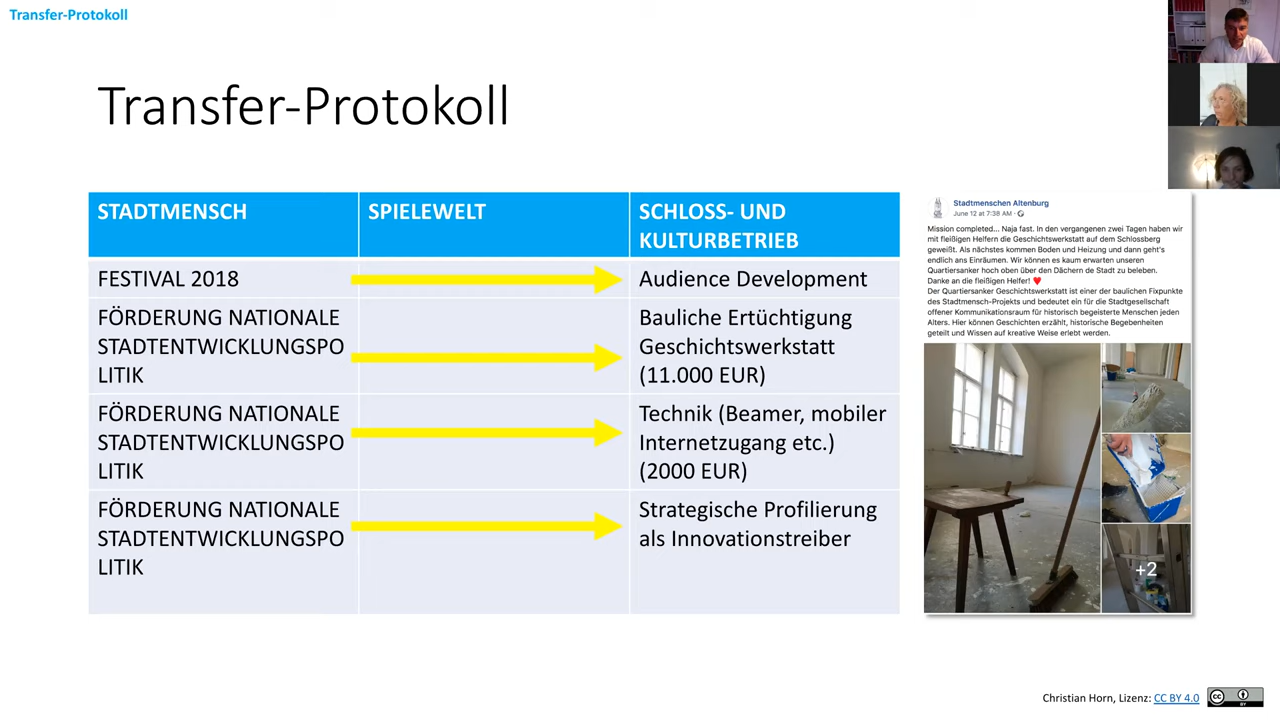 Transfer-Protokoll
Transfer-Protokoll
STADTMENSCH
SPIELEWELT
SCHLOSS- UND
KULTURBETRIEB
FESTIVAL 2018
Audience Development
FÖRDERUNG NATIONALE
STADTENTWICKLUNGSPO
LITIK
Bauliche Ertüchtigung
Geschichtswerkstatt
(11.000 EUR)
FÖRDERUNG NATIONALE
STADTENTWICKLUNGSPO
LITIK
Technik (Beamer, mobiler
Internetzugang etc.)
(2000 EUR)
FÖRDERUNG NATIONALE
STADTENTWICKLUNGSPO
LITIK
Strategische Profilierung
als Innovationstreiber
Stadtmenschen Altenburg
June 12 at 7:38 AM ·
Mission completed... Naja fast. In den vergangenen zwei Tagen haben wir
mit fleißigen Helfern die Geschichtswerkstatt auf dem Schlossberg
geweißt. Als nächstes kommen Boden und Heizung und dann geht's
endlich ans Einräumen. Wir können es kaum erwarten unseren
Quartiersanker hoch oben über den Dächern de Stadt zu beleben.
Danke an die fleißigen Helfer! ❤️
Der Quartiersanker Geschichtswerkstatt ist einer der baulichen Fixpunkte
des Stadtmensch-Projekts und bedeutet ein für die Stadtgesellschaft
offener Kommunikationsraum für historisch begeisterte Menschen jeden
Alters. Hier können Geschichten erzählt, historische Begebenheiten
geteilt und Wissen auf kreative Weise erlebt werden.
+2
Christian Horn, Lizenz: CC BY 4.0
cc
BY